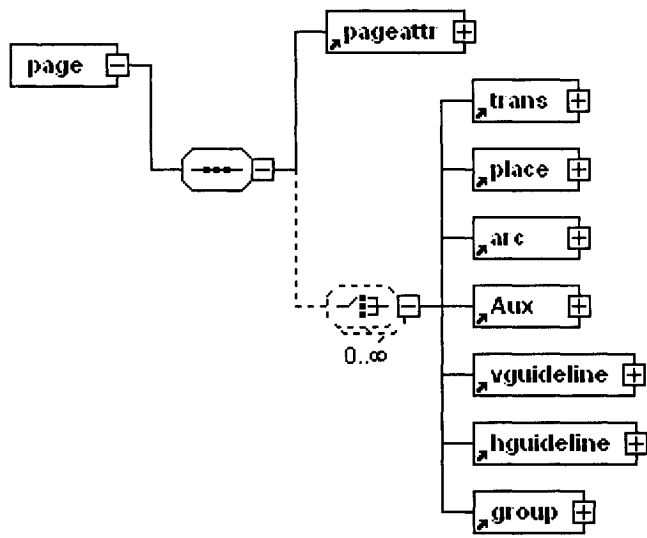 pageattr
page
trans
place
arc
Aux
0..∞
vguideline
hguideline
group